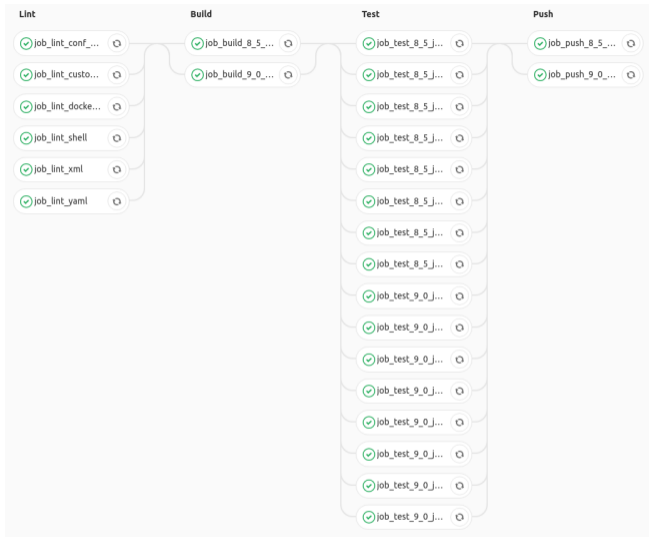 Lint
job_lint_conf_...
job_lint_custo...
job_lint_docke...
job_lint_shell
job_lint_xml
job_lint_yaml
Build
job_build_8_5_...
job_build_9_0_...
Test
job_test_8_5_j...
job_test_8_5_j...
job_test_8_5_j...
job_test_8_5_j...
job_test_8_5_j...
job_test_8_5_j...
job_test_8_5_j...
job_test_8_5_j...
job_test_9_0_j...
job_test_9_0_j...
job_test_9_0_j...
job_test_9_0_j...
job_test_9_0_j...
job_test_9_0_j...
job_test_9_0_j...
job_test_9_0_j...
Push
job_push_8_5_...
job_push_9_0_...